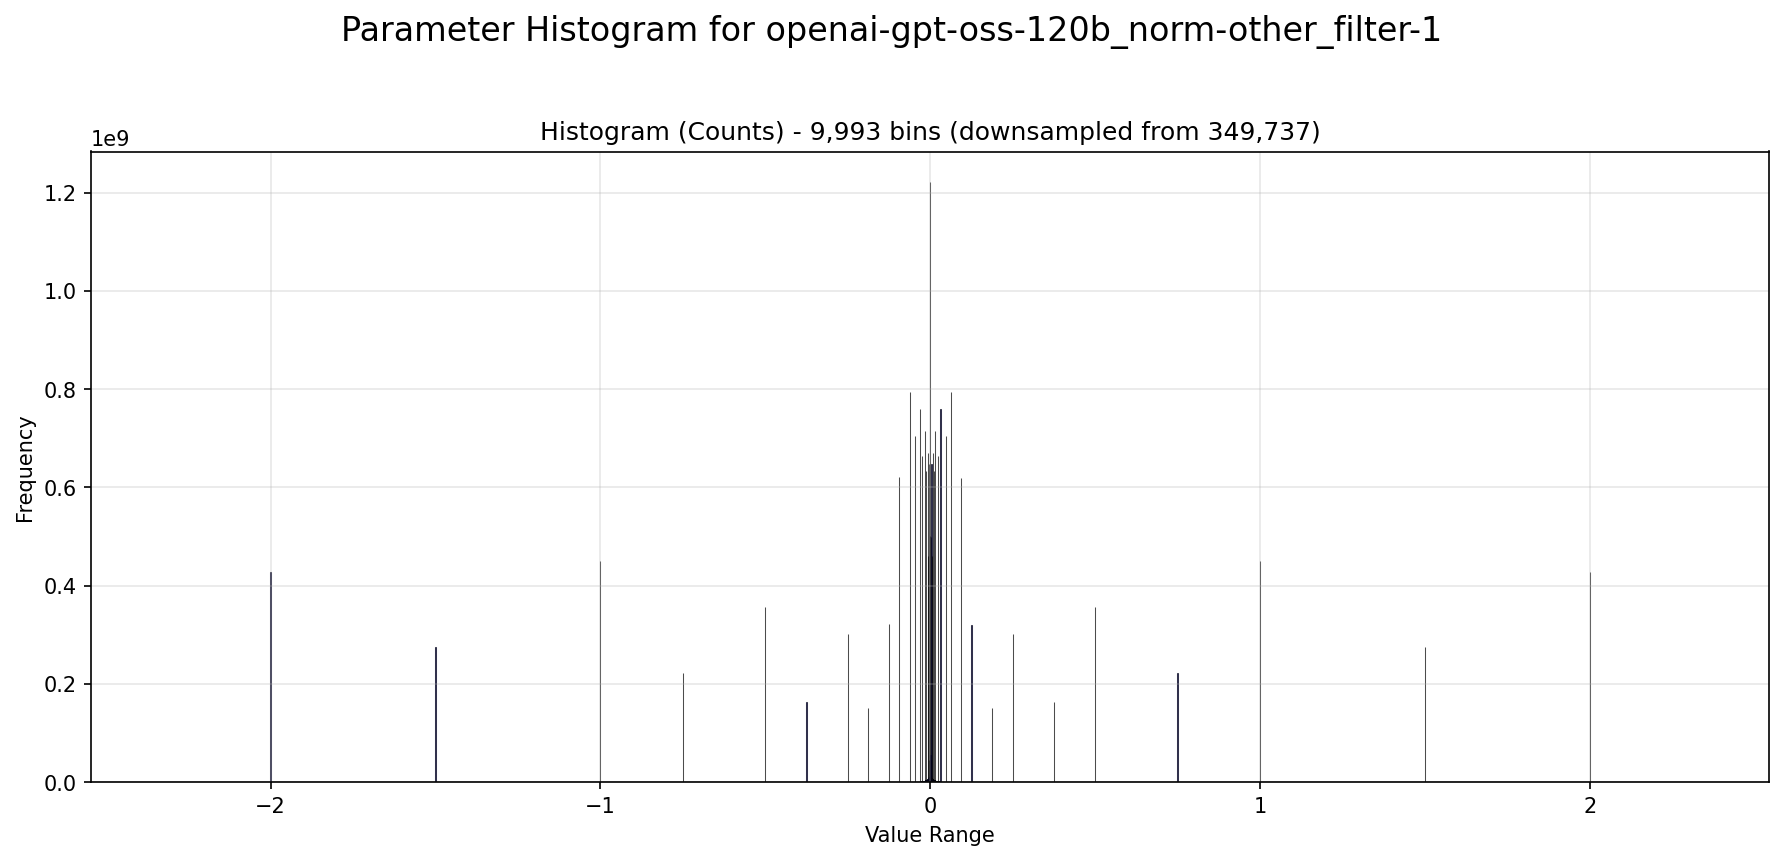 Parameter Histogram for openai-gpt-oss-120b_norm-other_filter-1
Histogram (Counts) - 9,993 bins (downsampled from 349,737)
1e9
1.2
1.0
0.8
0.6
0.4
0.2
0.0
Frequency
−2
−1
0
1
2
Value Range